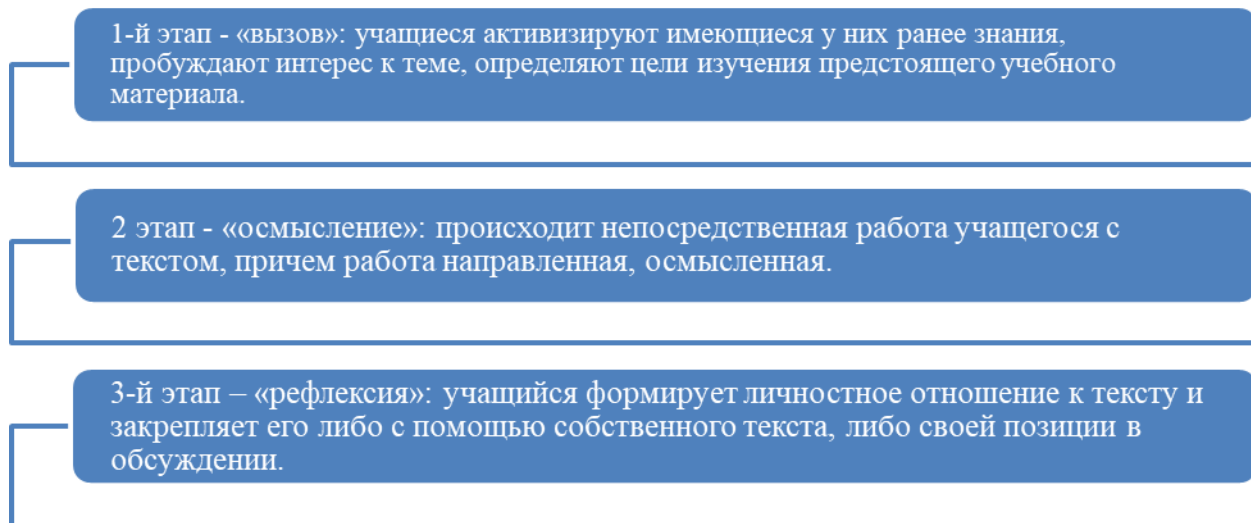 1-й этап - «вызов»: учащиеся активизируют имеющиеся у них ранее знания,
пробуждают интерес к теме, определяют цели изучения предстоящего учебного
материала.
2 этап - «осмысление»: происходит непосредственная работа учащегося с
текстом, причем работа направленная, осмысленная.
3-й этап – «рефлексия»: учащийся формирует личностное отношение к тексту и
закрепляет его либо с помощью собственного текста, либо своей позиции в
обсуждении.